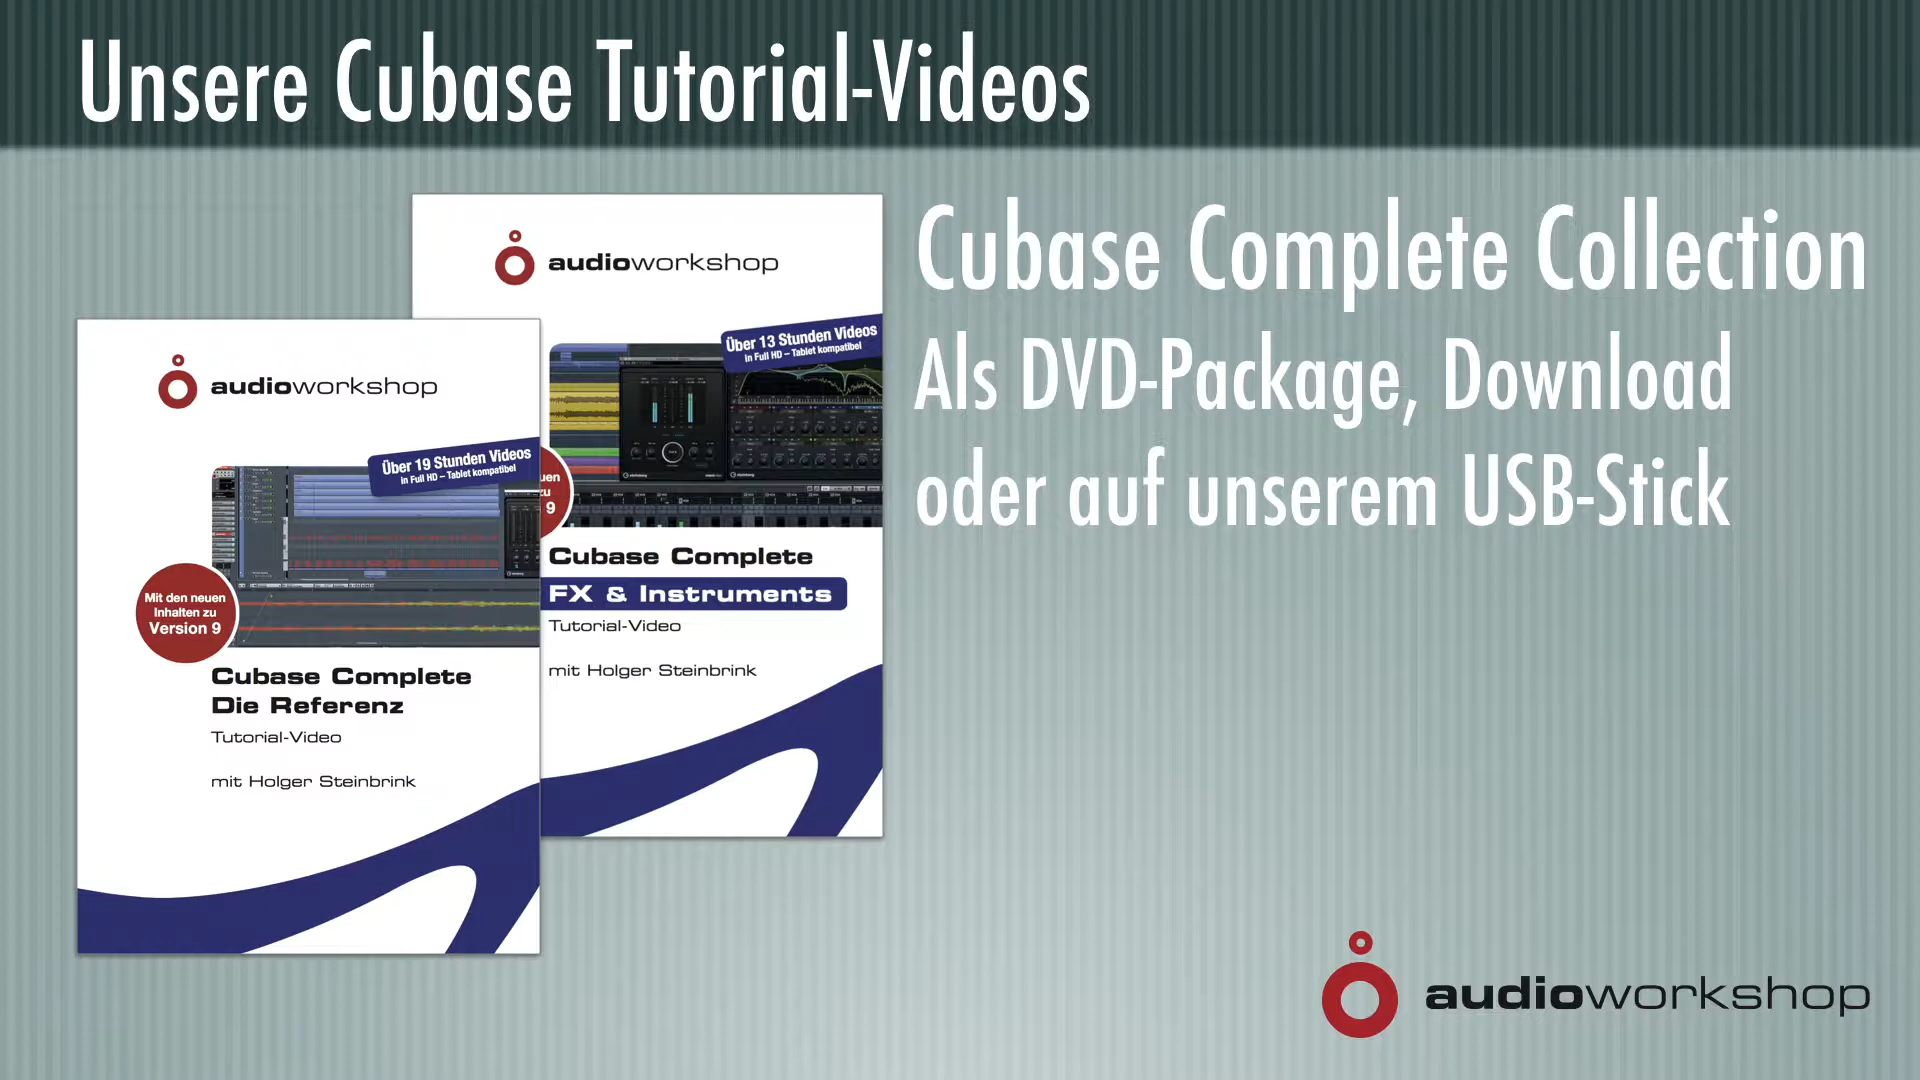 Unsere Cubase Tutorial-Videos
audioworkshop
Über 19 Stunden Videos
in Full HD – Tablet kompatibel
Mit den neuen
Inhalten zu
Version 9
Cubase Complete
Die Referenz
Tutorial-Video
mit Holger Steinbrink
audioworkshop
Über 13 Stunden Videos
in Full HD – Tablet kompatibel
9
Cubase Complete
FX & Instruments
Tutorial-Video
mit Holger Steinbrink
Cubase Complete Collection
Als DVD-Package, Download
oder auf unserem USB-Stick
audioworkshop